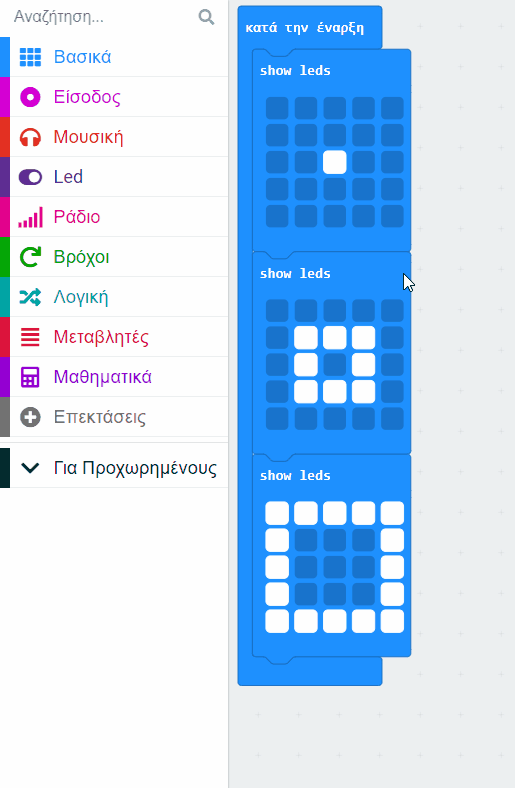 Αναζήτηση...
Βασικά
Είσοδος
Μουσική
Led
Ράδιο
Βρόχοι
Λογική
Μεταβλητές
Μαθηματικά
Επεκτάσεις
Για Προχωρημένους
κατά την έναρξη
show leds
show leds
show leds